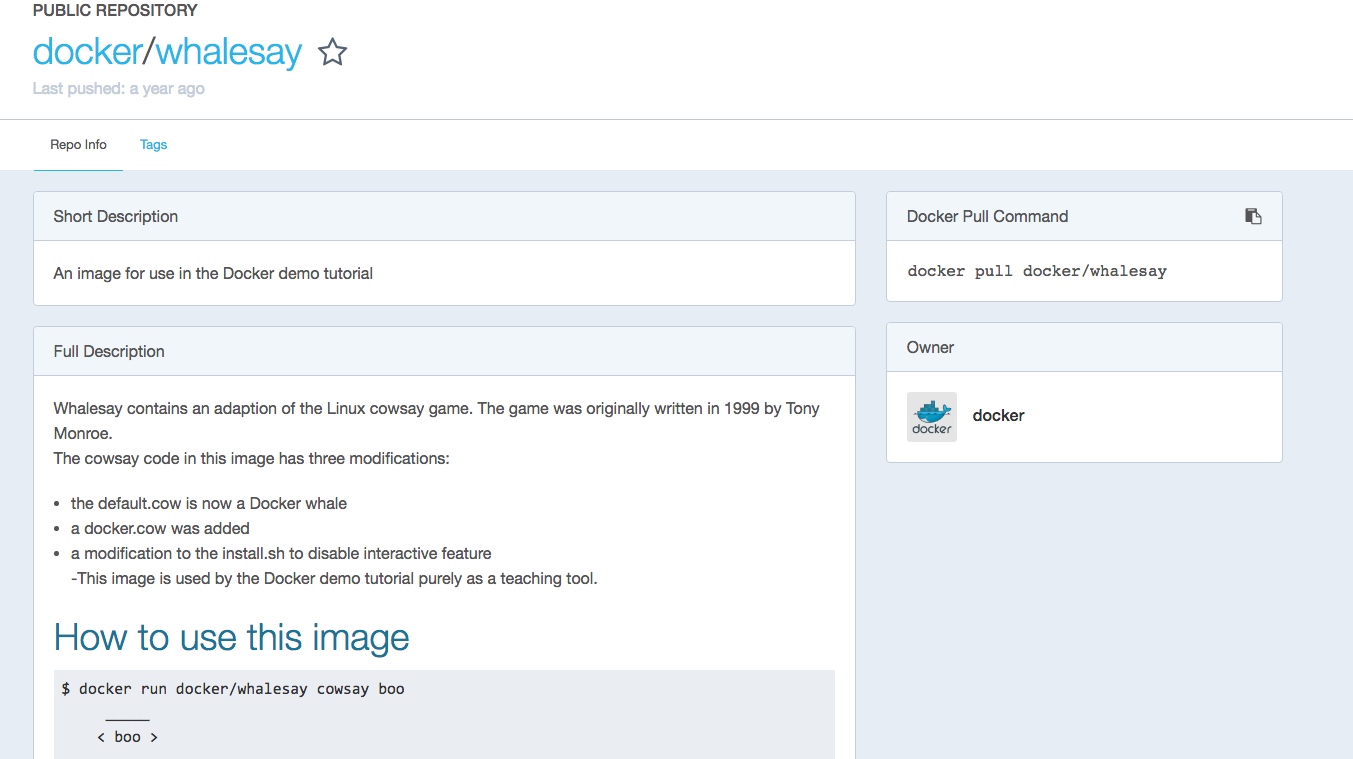 PUBLIC REPOSITORY
docker/whalesay
Last pushed: a year ago
Repo Info
Tags
Short Description
An image for use in the Docker demo tutorial
Full Description
Whalesay contains an adaption of the Linux cowsay game. The game was originally written in 1999 by Tony
Monroe.
The cowsay code in this image has three modifications:
• the default.cow is now a Docker whale
• a docker.cow was added
• a modification to the install.sh to disable interactive feature
-This image is used by the Docker demo tutorial purely as a teaching tool.
How to use this image
$ docker run docker/whalesay cowsay boo
_____
< boo >
Docker Pull Command
docker pull docker/whalesay
Owner
docker
docker